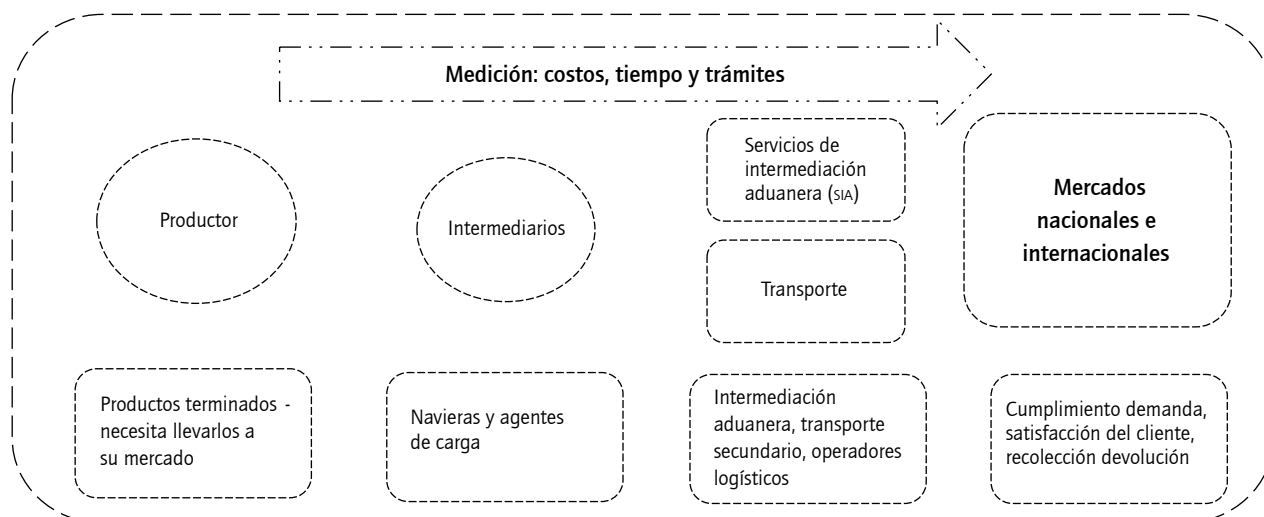 Medición: costos, tiempo y trámites
Productor
Intermediarios
Servicios de
intermediación
aduanera (SIA)
Transporte
Mercados
nacionales e
internacionales
Productos terminados -
necesita llevarlos a
su mercado
Navieras y agentes
de carga
Intermediación
aduanera, transporte
secundario, operadores
logísticos
Cumplimiento demanda,
satisfacción del cliente,
recolección devolución